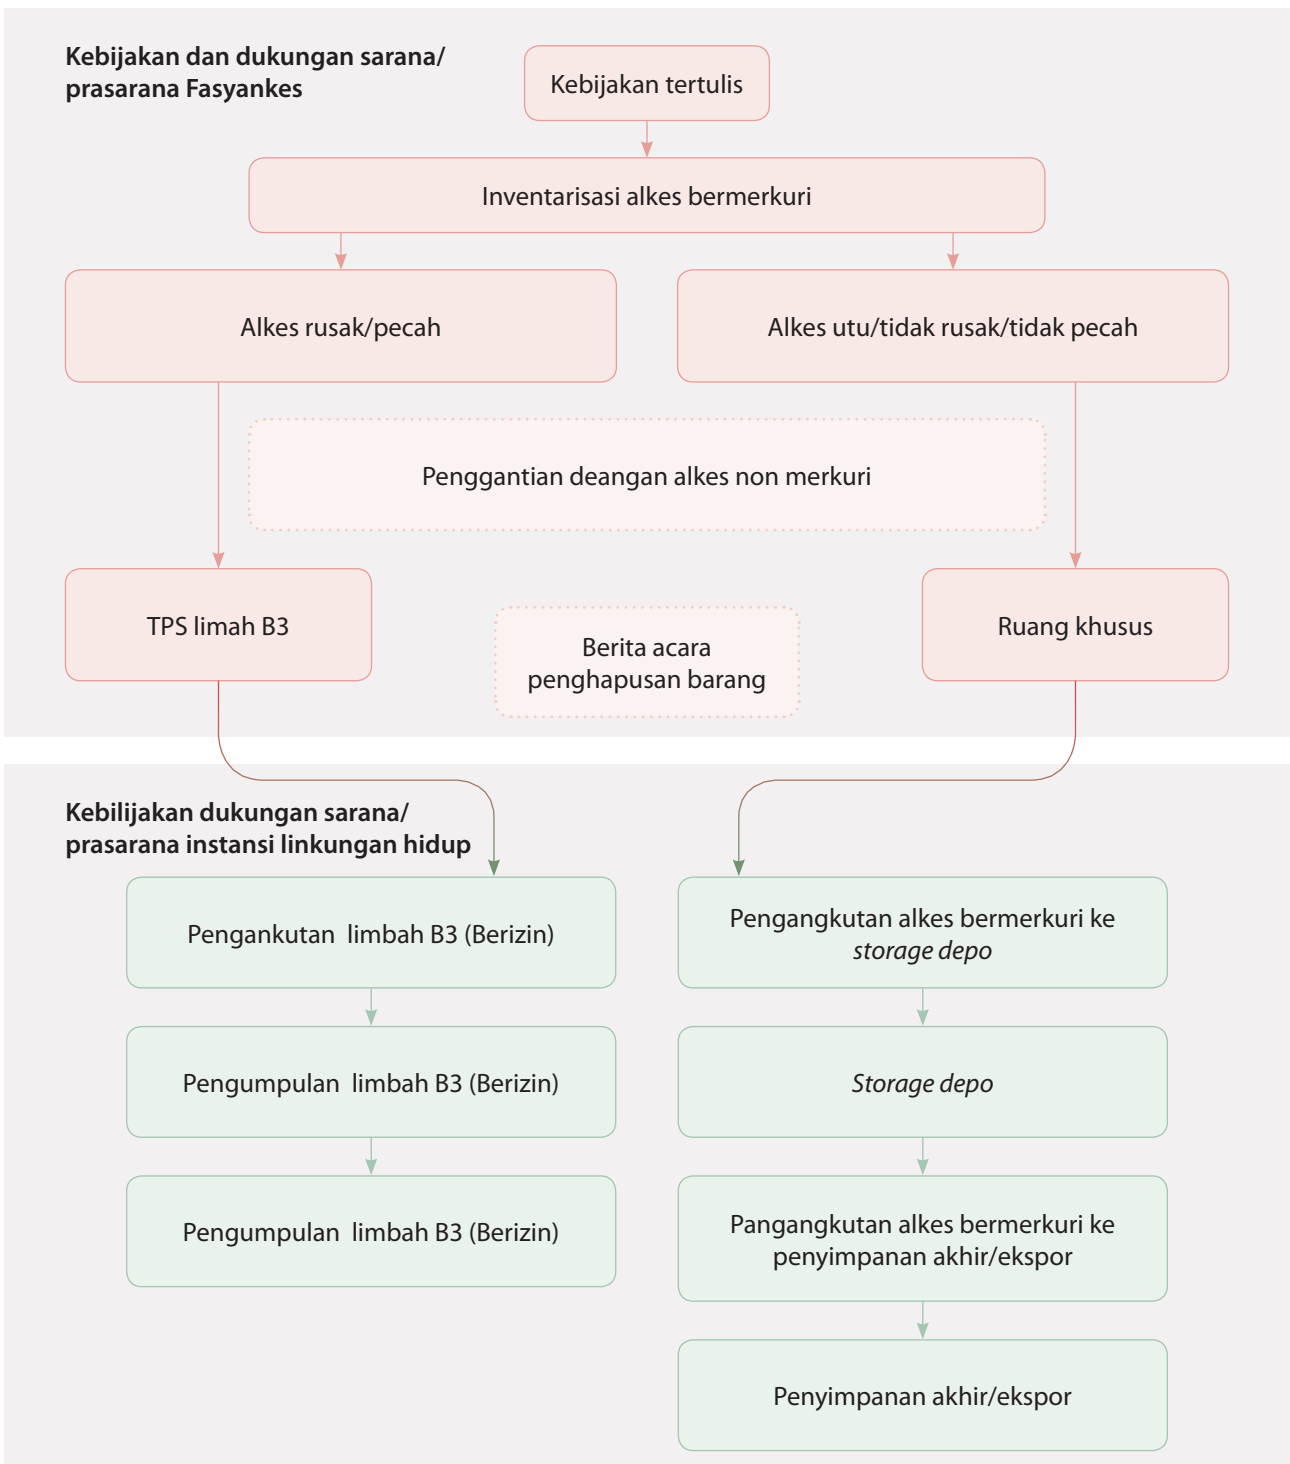 Kebijakan dan dukungan sarana/
prasarana Fasyankes
Kebijakan tertulis
Inventarisasi alkes bermerkuri
Alkes rusak/pecah
Alkes utu/tidak rusak/tidak pecah
Penggantian deangan alkes non merkuri
TPS limah B3
Berita acara
penghapusan barang
Ruang khusus
Kebilijakan dukungan sarana/
prasarana instansi linkungan hidup
Pengankutan limbah B3 (Berizin)
Pengangkutan alkes bermerkuri ke
storage depo
Pengumpulan limbah B3 (Berizin)
Storage depo
Pengumpulan limbah B3 (Berizin)
Pangangkutan alkes bermerkuri ke
penyimpanan akhir/ekspor
Penyimpanan akhir/ekspor